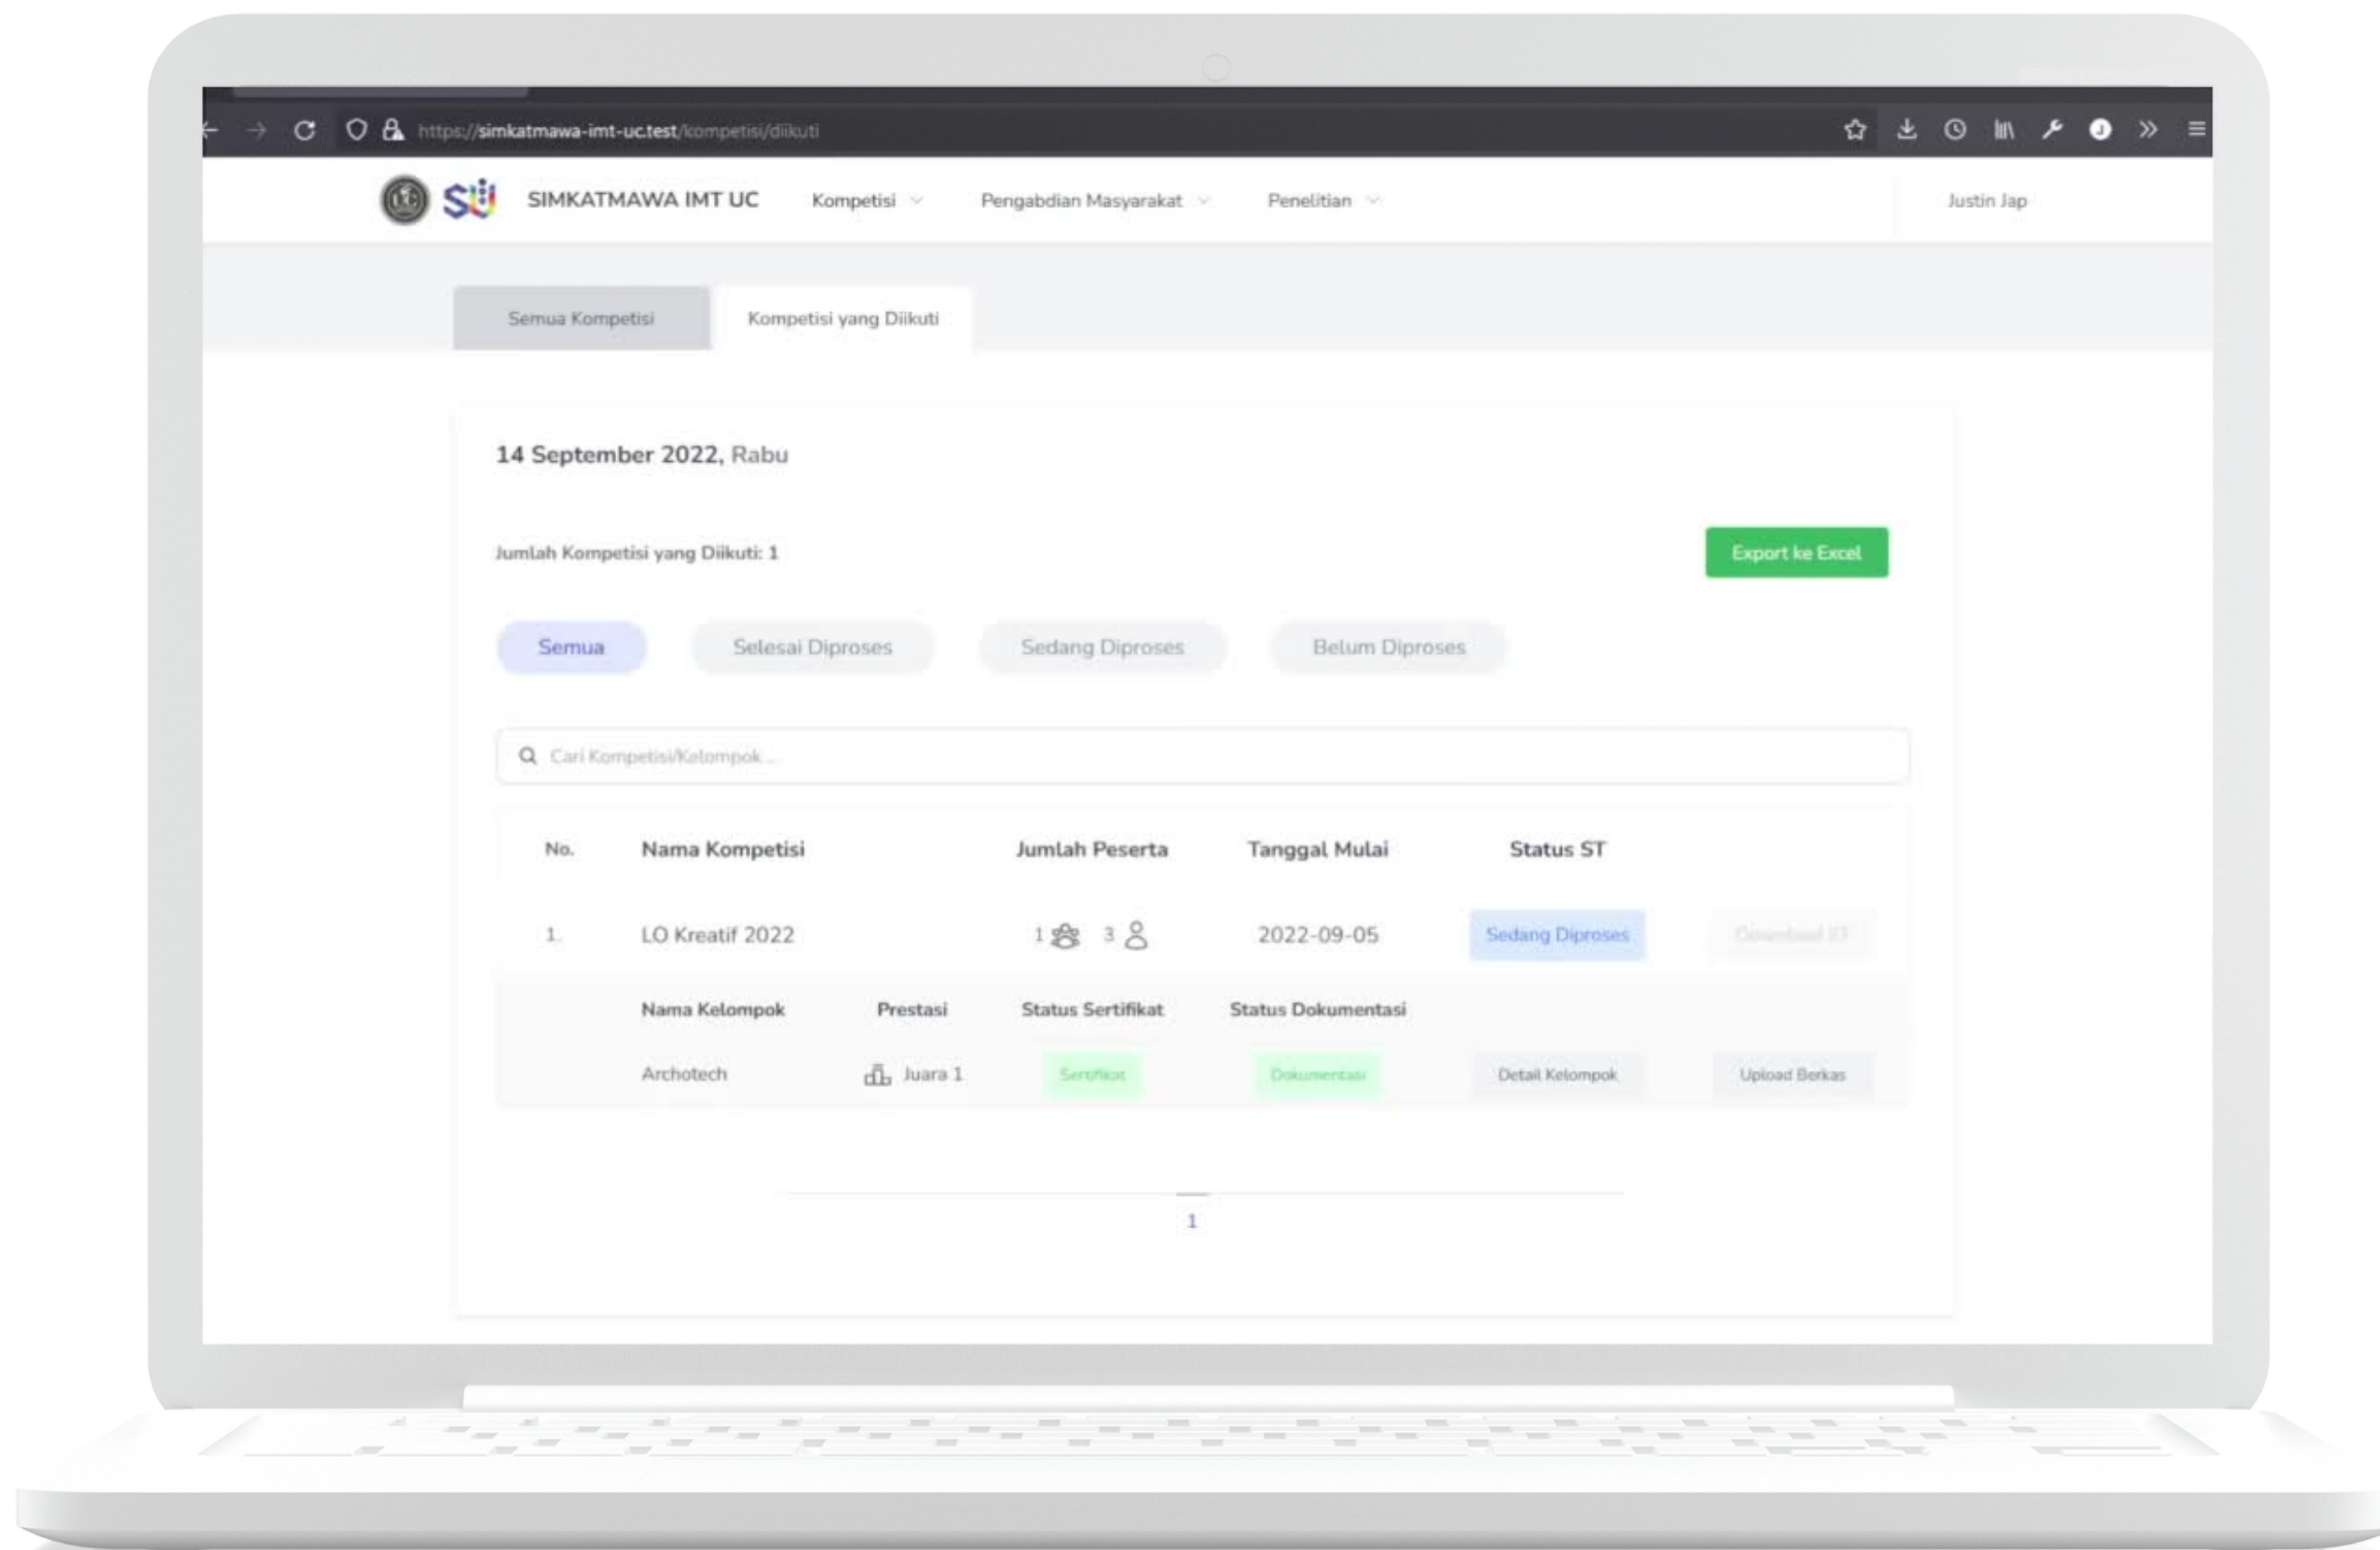 https://simkatmawa-imt-uc.test/kompetisi/diikuti
SIMKATMAWA IMT UC Kompetisi Pengabdian Masyarakat Penelitian Justin Jap
Semua Kompetisi Kompetisi yang Diikuti
14 September 2022, Rabu
Jumlah Kompetisi yang Diikuti: 1 Export ke Excel
Semua Selesai Diproses Sedang Diproses Belum Diproses
Cari Kompetisi/Kelompok ...
No. Nama Kompetisi Jumlah Peserta Tanggal Mulai Status ST
1. LO Kreatif 2022 1 3 2022-09-05 Sedang Diproses Download ST
Nama Kelompok Prestasi Status Sertifikat Status Dokumentasi
Archotech Juara 1 Sertifikat Dokumentasi Detail Kelompok Upload Berkas
1